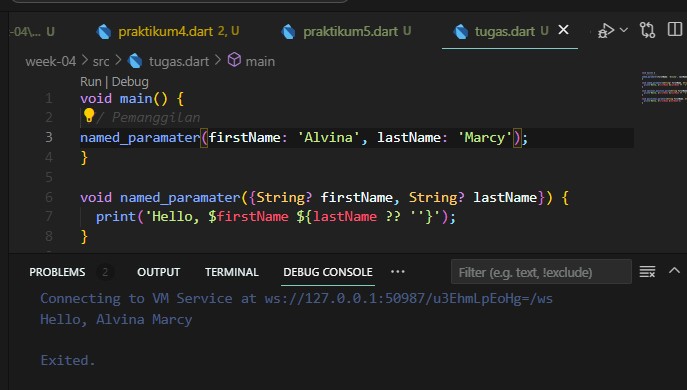 -04\... U praktikum4.dart 2, U praktikum5.dart U tugas.dart U
week-04 > src > tugas.dart > main
Run | Debug
1 void main() {
2 / Pemanggilan
3 named_paramater(firstName: 'Alvina', lastName: 'Marcy');
4 }
5
6 void named_paramater({String? firstName, String? lastName}) {
7 print('Hello, $firstName ${lastName ?? ''}');
8 }
PROBLEMS 2 OUTPUT TERMINAL DEBUG CONSOLE ... Filter (e.g. text, !exclude)
Connecting to VM Service at ws://127.0.0.1:50987/u3EhmLpEoHg=/ws
Hello, Alvina Marcy
Exited.